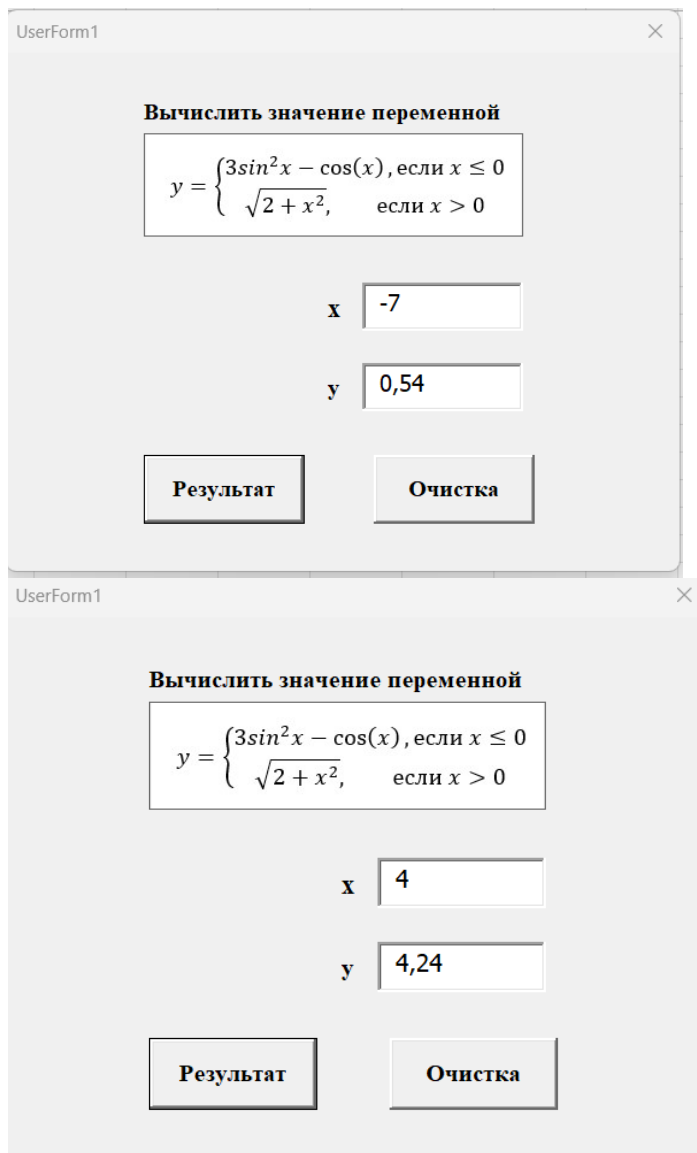 UserForm1
Вычислить значение переменной
y = {3sin²x − cos(x), если x ≤ 0
√(2 + x²), если x > 0
x -7
y 0,54
Результат Очистка
UserForm1
Вычислить значение переменной
y = {3sin²x − cos(x), если x ≤ 0
√(2 + x²), если x > 0
x 4
y 4,24
Результат Очистка